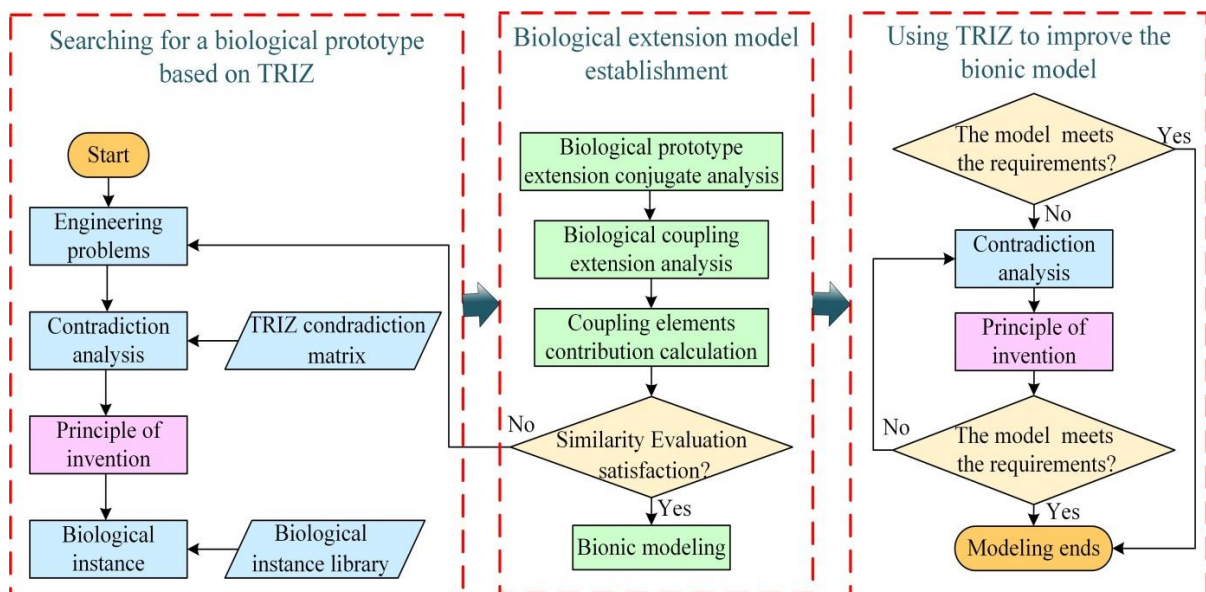 Searching for a biological prototype
based on TRIZ
Start
Engineering
problems
Contradiction
analysis
TRIZ condradiction
matrix
Principle of
invention
Biological
instance
Biological
instance library
Biological extension model
establishment
Biological prototype
extension conjugate analysis
Biological coupling
extension analysis
Coupling elements
contribution calculation
No
Similarity Evaluation
satisfaction?
Yes
Bionic modeling
Using TRIZ to improve the
bionic model
The model meets
the requirements?
Yes
No
Contradiction
analysis
Principle of
invention
No
The model meets
the requirements?
Yes
Modeling ends